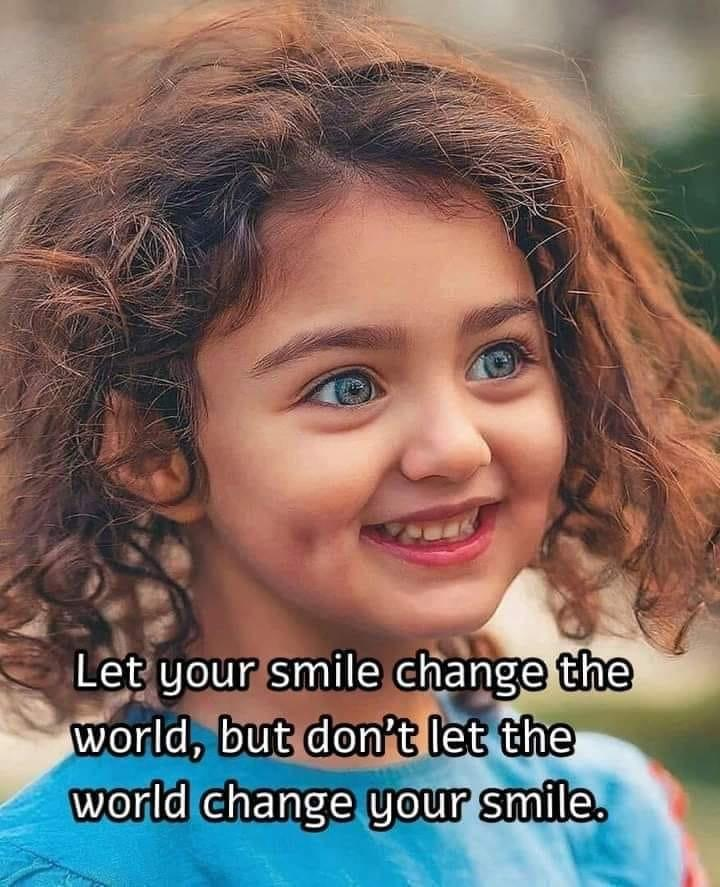 Let your smile change the
world, but don't let the
world change your smile.